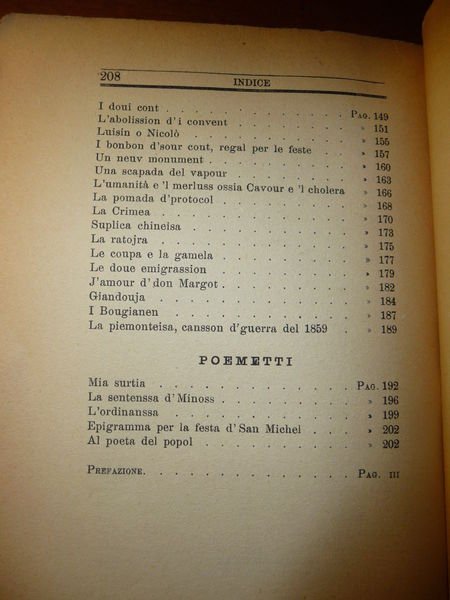 208
INDICE
I doui cont . . . . . . . . . . . PAG. 149
L'abolission d'i convent . . . . . . . » 151
Luisin o Nicolò . . . . . . . . . » 155
I bonbon d'sour cont, regal per le feste . . . . » 157
Un neuv monument . . . . . . . . . » 160
Una scapada del vapour . . . . . . . » 163
L'umanità e 'l merluss ossia Cavour e 'l cholera » 166
La pomada d'protocol . . . . . . . . » 168
La Crimea . . . . . . . . . . » 170
Suplica chineisa . . . . . . . . . » 173
La ratojra . . . . . . . . . . » 175
Le coupa e la gamela . . . . . . . . » 177
Le doue emigrassion . . . . . . . . » 179
J'amour d'don Margot . . . . . . . . » 182
Giandouja . . . . . . . . . . » 184
I Bougianen . . . . . . . . . . » 187
La piemonteisa, cansson d'guerra del 1859 . . » 189
POEMETTI
Mia surtia . . . . . . . . . . PAG. 192
La sentenssa d'Minoss . . . . . . . » 196
L'ordinanssa . . . . . . . . . . » 199
Epigramma per la festa d'San Michel . . . . » 202
Al poeta del popol . . . . . . . . » 202
PREFAZIONE. . . . . . . . . . . PAG. III